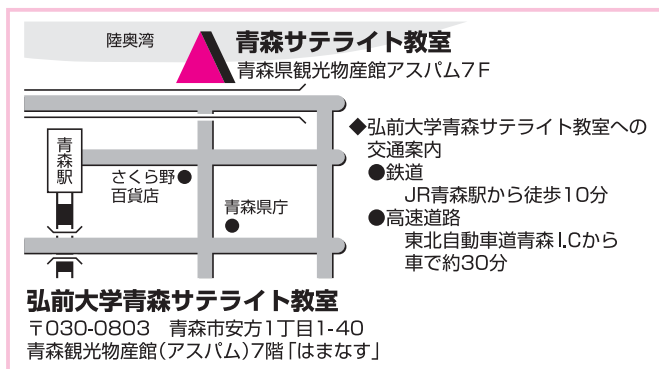 陸奥湾
青森サテライト教室
青森県観光物産館アスパム7F
青森駅
さくら野
百貨店
青森県庁
◆弘前大学青森サテライト教室への
交通案内
●鉄道
JR青森駅から徒歩10分
●高速道路
東北自動車道青森I.Cから
車で約30分
弘前大学青森サテライト教室
〒030-0803 青森市安方1丁目1-40
青森観光物産館(アスパム)7階「はまなす」